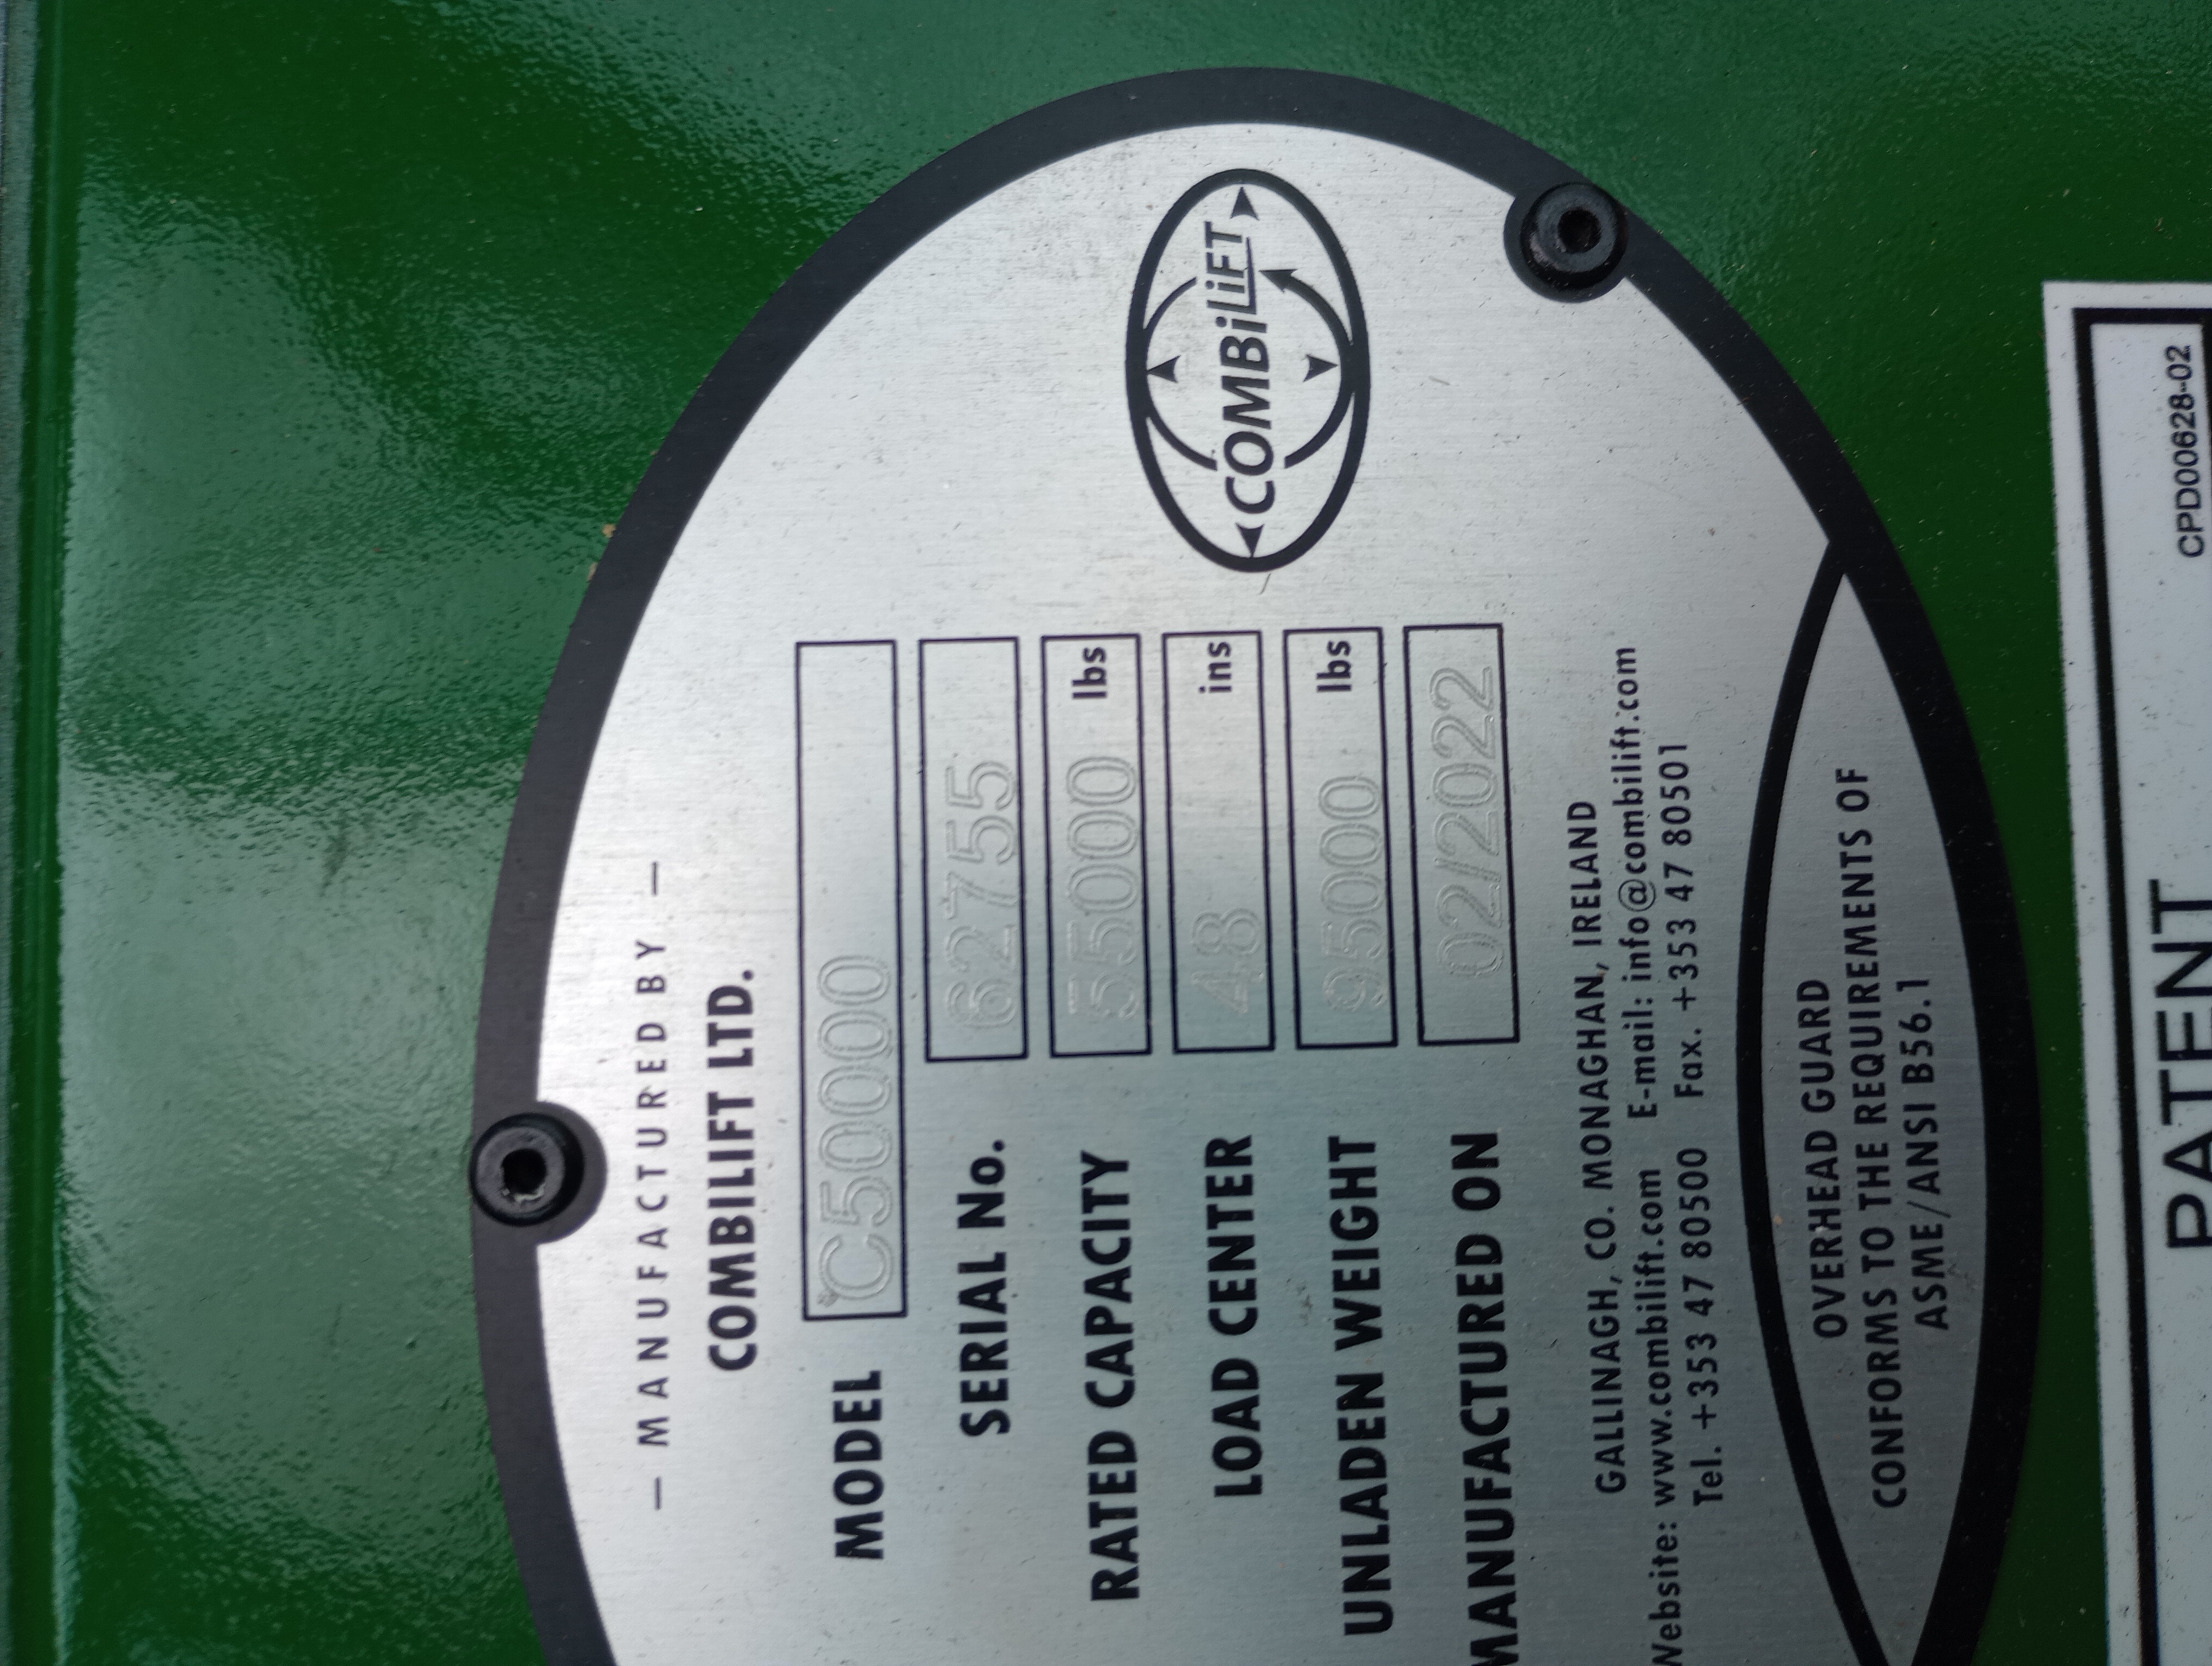 — MANUFACTURED BY —
COMBILIFT LTD.
COMBiLiFT
MODEL C50000
SERIAL No. 62755
RATED CAPACITY 55000 lbs
LOAD CENTER 48 ins
UNLADEN WEIGHT 95000 lbs
MANUFACTURED ON 02/2022
GALLINAGH, CO. MONAGHAN, IRELAND
Website: www.combilift.com E-mail: info@combilift.com
Tel. +353 47 80500 Fax. +353 47 80501
OVERHEAD GUARD
CONFORMS TO THE REQUIREMENTS OF
ASME/ANSI B56.1
CPD00628-02
PATENT